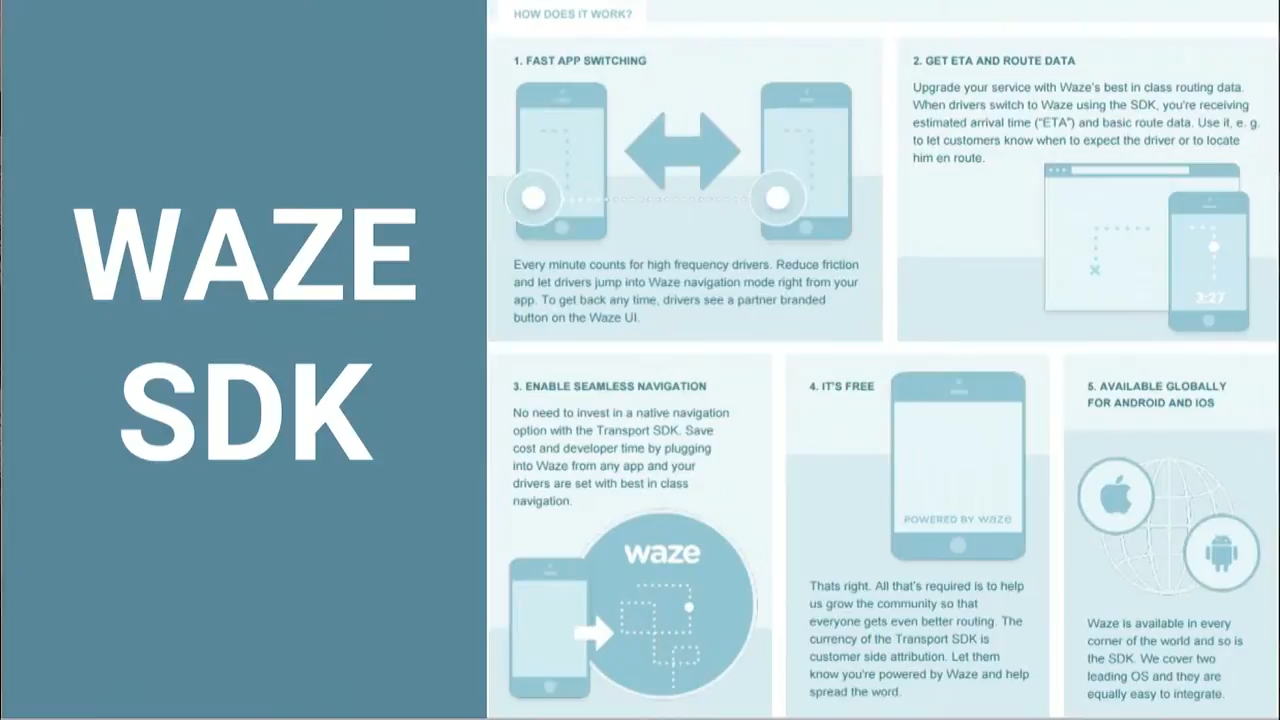 WAZE
SDK
HOW DOES IT WORK?
1. FAST APP SWITCHING
Every minute counts for high frequency drivers. Reduce friction
and let drivers jump into Waze navigation mode right from your
app. To get back any time, drivers see a partner branded
button on the Waze UI.
2. GET ETA AND ROUTE DATA
Upgrade your service with Waze's best in class routing data.
When drivers switch to Waze using the SDK, you're receiving
estimated arrival time ("ETA") and basic route data. Use it, e. g.
to let customers know when to expect the driver or to locate
him en route.
3:27
3. ENABLE SEAMLESS NAVIGATION
No need to invest in a native navigation
option with the Transport SDK. Save
cost and developer time by plugging
into Waze from any app and your
drivers are set with best in class
navigation.
waze
4. IT'S FREE
POWERED BY waze
Thats right. All that's required is to help
us grow the community so that
everyone gets even better routing. The
currency of the Transport SDK is
customer side attribution. Let them
know you're powered by Waze and help
spread the word.
5. AVAILABLE GLOBALLY
FOR ANDROID AND IOS
Waze is available in every
corner of the world and so is
the SDK. We cover two
leading OS and they are
equally easy to integrate.